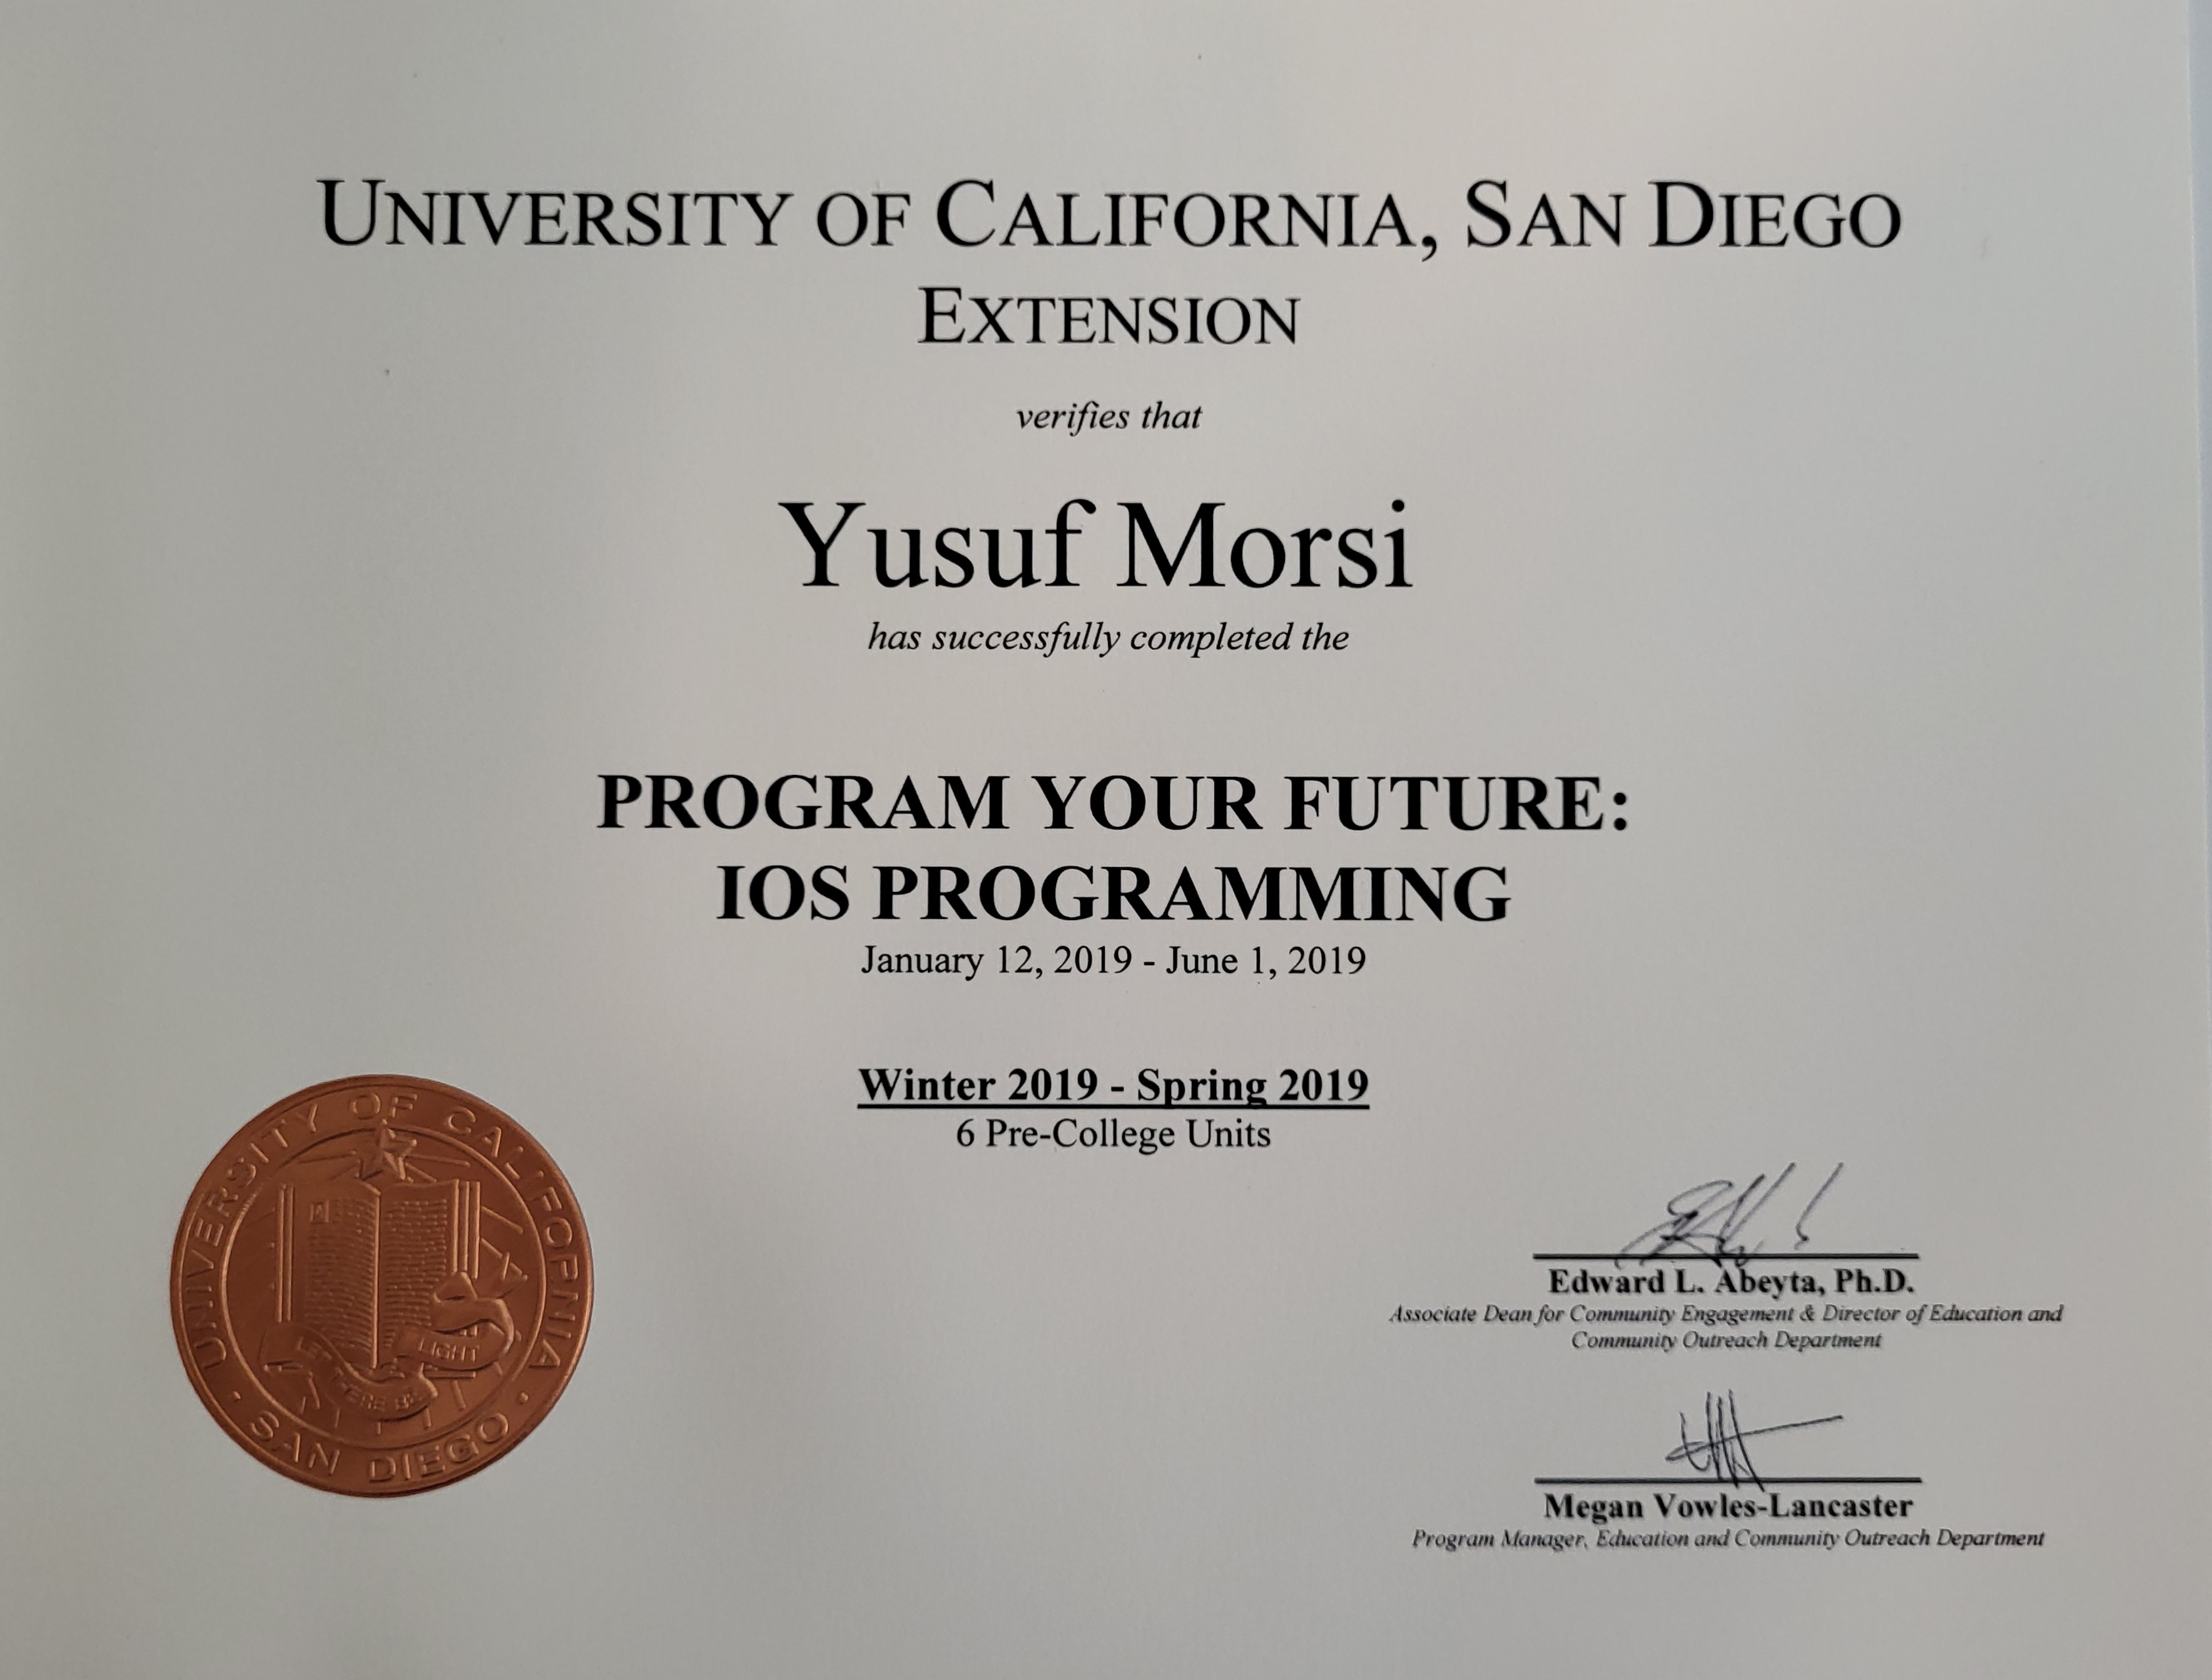 UNIVERSITY OF CALIFORNIA, SAN DIEGO
EXTENSION
verifies that
Yusuf Morsi
has successfully completed the
PROGRAM YOUR FUTURE:
IOS PROGRAMMING
January 12, 2019 - June 1, 2019
Winter 2019 - Spring 2019
6 Pre-College Units
UNIVERSITY OF CALIFORNIA
LET THERE BE
LIGHT
· SAN DIEGO ·
Edward L. Abeyta, Ph.D.
Associate Dean for Community Engagement & Director of Education and
Community Outreach Department
Megan Vowles-Lancaster
Program Manager, Education and Community Outreach Department